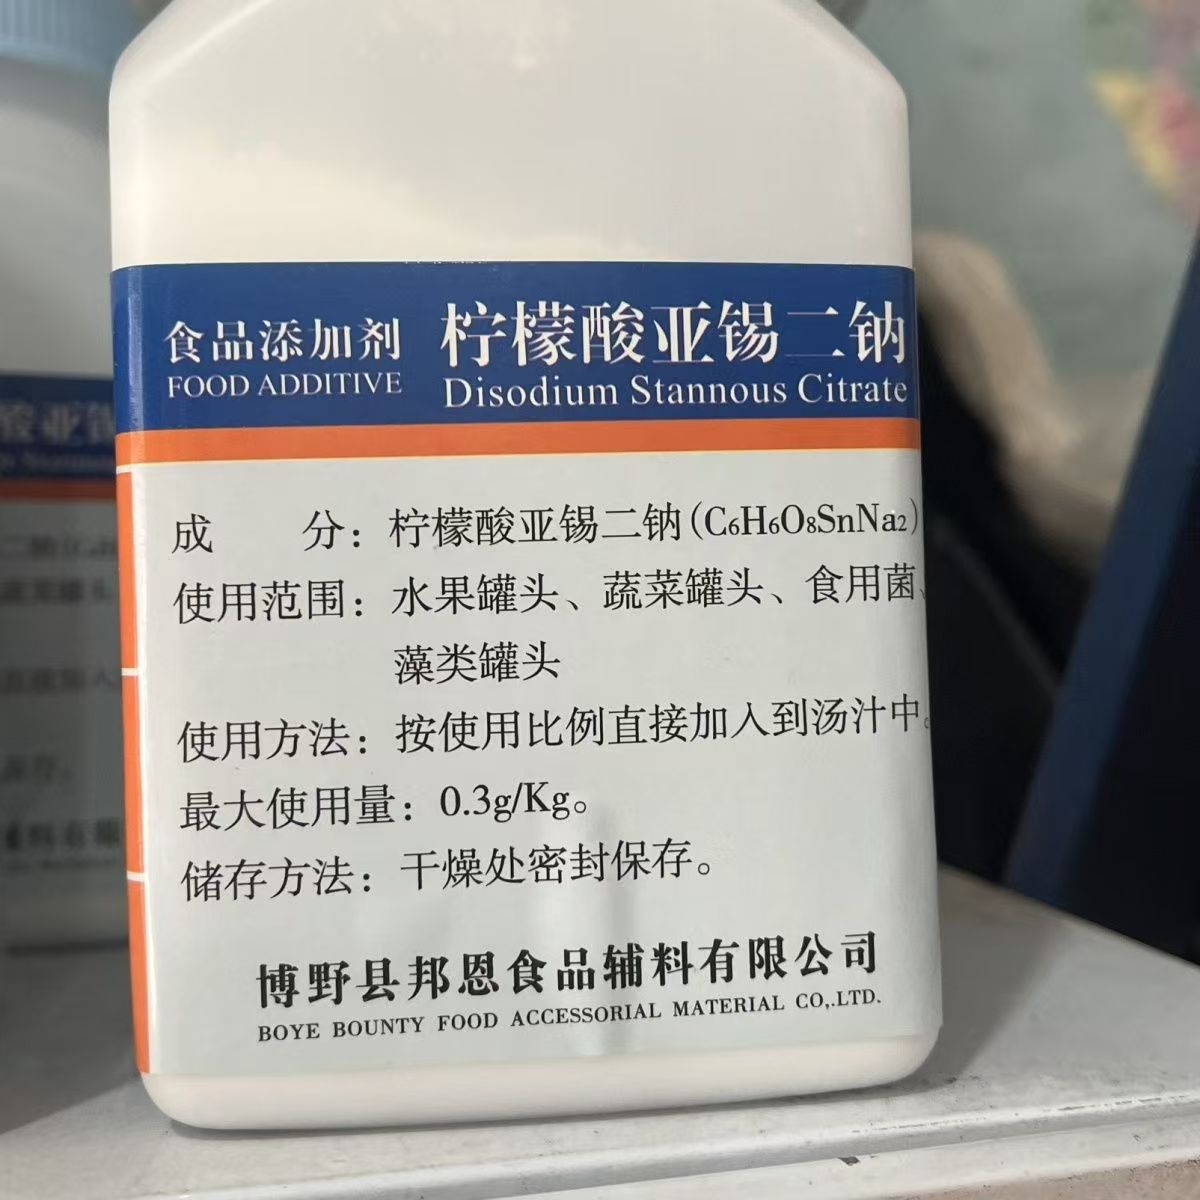 食品添加剂 柠檬酸亚锡二钠
FOOD ADDITIVE Disodium Stannous Citrate
成 分：柠檬酸亚锡二钠(C₆H₆O₈SnNa₂)
使用范围：水果罐头、蔬菜罐头、食用菌、
藻类罐头
使用方法：按使用比例直接加入到汤汁中。
最大使用量：0.3g/Kg。
储存方法：干燥处密封保存。
博野县邦恩食品辅料有限公司
BOYE BOUNTY FOOD ACCESSORIAL MATERIAL CO,.LTD.
酸亚锡